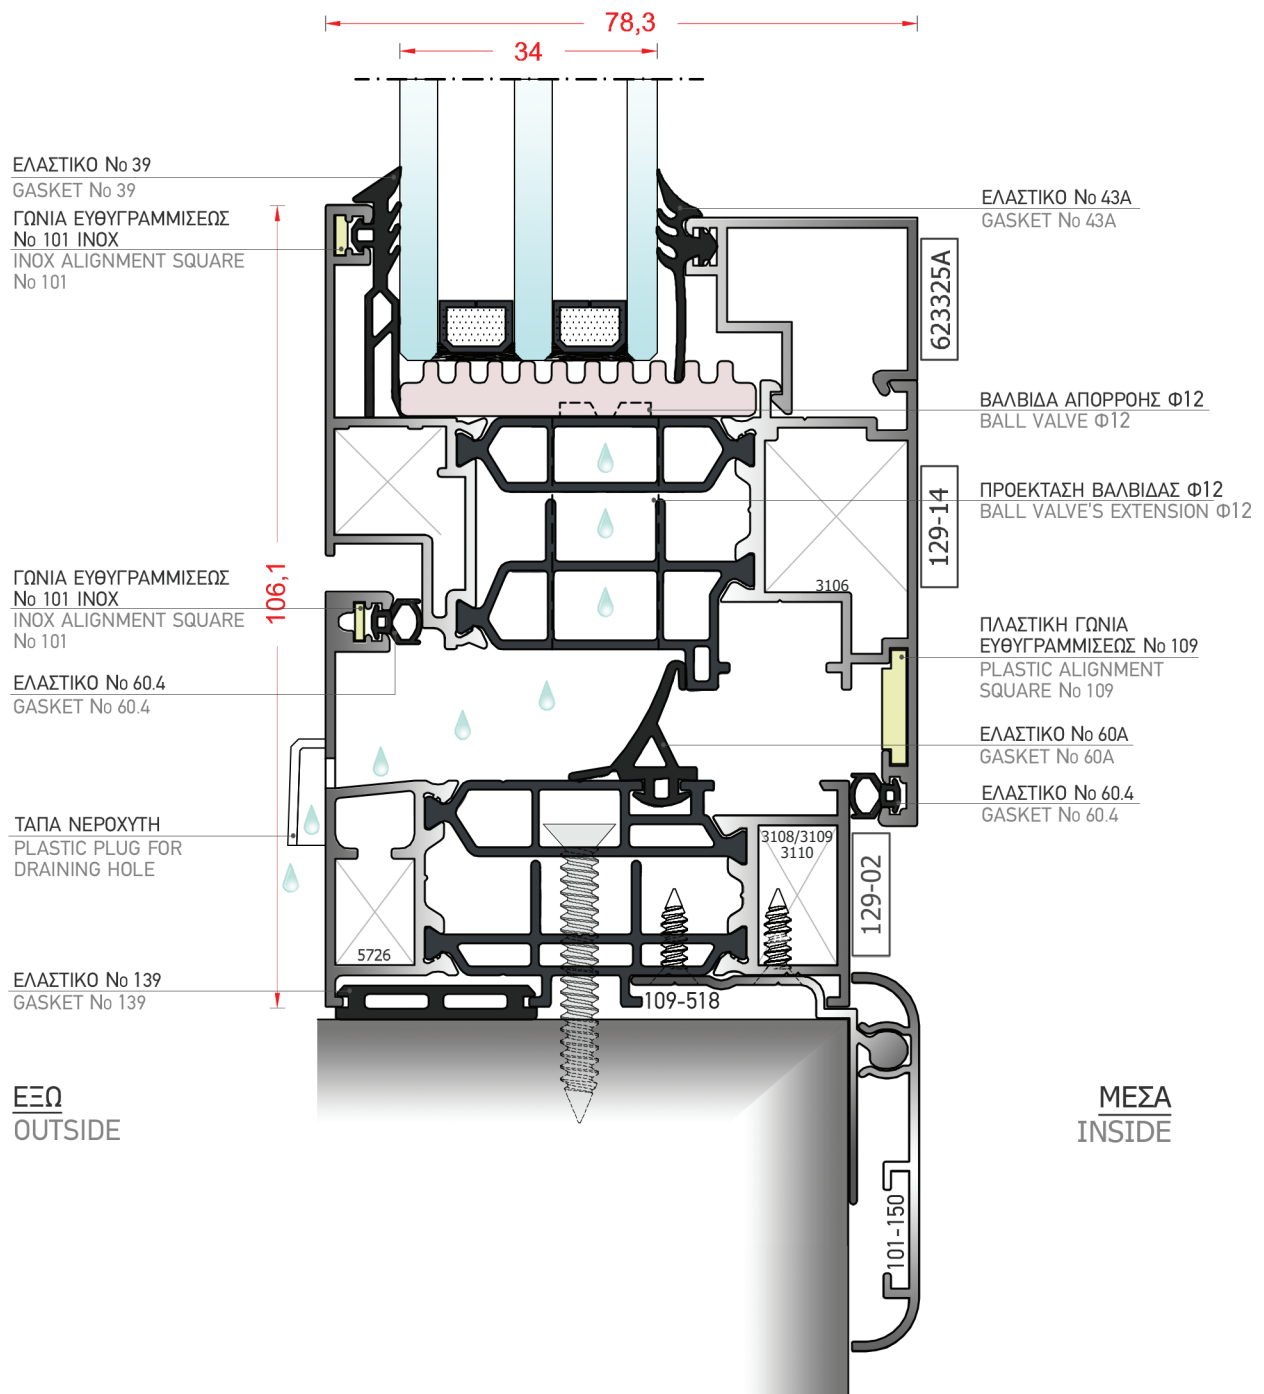 78,3
34
ΕΛΑΣΤΙΚΟ Νο 39
GASKET No 39
ΓΩΝΙΑ ΕΥΘΥΓΡΑΜΜΙΣΕΩΣ
Νο 101 INOX
INOX ALIGNMENT SQUARE
No 101
ΕΛΑΣΤΙΚΟ Νο 43Α
GASKET No 43A
623325A
ΒΑΛΒΙΔΑ ΑΠΟΡΡΟΗΣ Φ12
BALL VALVE Φ12
ΠΡΟΕΚΤΑΣΗ ΒΑΛΒΙΔΑΣ Φ12
BALL VALVE'S EXTENSION Φ12
129-14
3106
106,1
ΓΩΝΙΑ ΕΥΘΥΓΡΑΜΜΙΣΕΩΣ
Νο 101 INOX
INOX ALIGNMENT SQUARE
No 101
ΕΛΑΣΤΙΚΟ Νο 60.4
GASKET No 60.4
ΠΛΑΣΤΙΚΗ ΓΩΝΙΑ
ΕΥΘΥΓΡΑΜΜΙΣΕΩΣ Νο 109
PLASTIC ALIGNMENT
SQUARE No 109
ΕΛΑΣΤΙΚΟ Νο 60Α
GASKET No 60A
ΕΛΑΣΤΙΚΟ Νο 60.4
GASKET No 60.4
ΤΑΠΑ ΝΕΡΟΧΥΤΗ
PLASTIC PLUG FOR
DRAINING HOLE
3108/3109
3110
129-02
5726
ΕΛΑΣΤΙΚΟ Νο 139
GASKET No 139
109-518
ΕΞΩ
OUTSIDE
ΜΕΣΑ
INSIDE
101-150